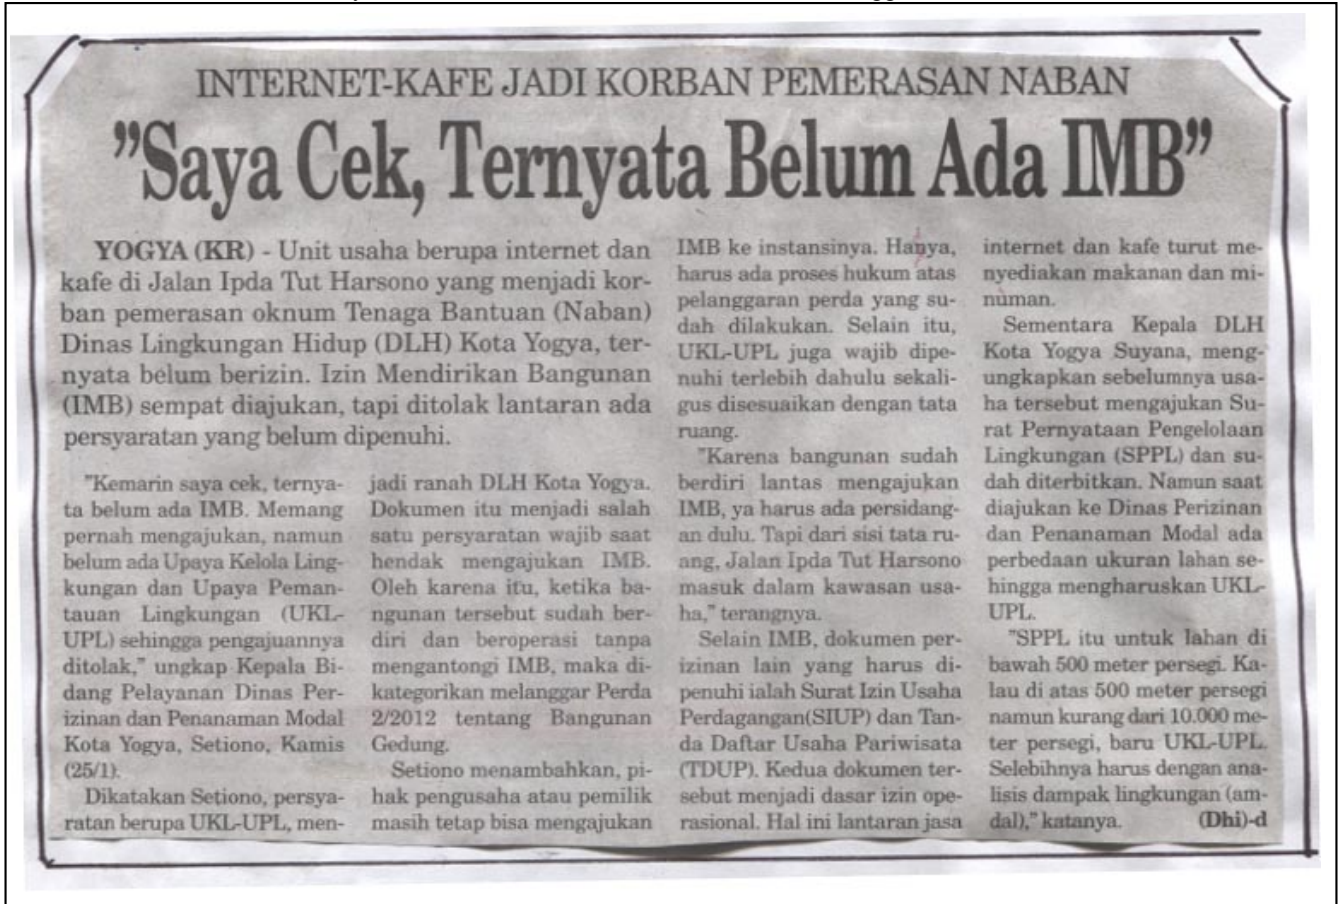 INTERNET-KAFE JADI KORBAN PEMERASAN NABAN
"Saya Cek, Ternyata Belum Ada IMB"
YOGYA (KR) - Unit usaha berupa internet dan
kafe di Jalan Ipda Tut Harsono yang menjadi kor-
ban pemerasan oknum Tenaga Bantuan (Naban)
Dinas Lingkungan Hidup (DLH) Kota Yogya, ter-
nyata belum berizin. Izin Mendirikan Bangunan
(IMB) sempat diajukan, tapi ditolak lantaran ada
persyaratan yang belum dipenuhi.
"Kemarin saya cek, ternya-
ta belum ada IMB. Memang
pernah mengajukan, namun
belum ada Upaya Kelola Ling-
kungan dan Upaya Peman-
tauan Lingkungan (UKL-
UPL) sehingga pengajuannya
ditolak," ungkap Kepala Bi-
dang Pelayanan Dinas Per-
izinan dan Penanaman Modal
Kota Yogya, Setiono, Kamis
(25/1).
Dikatakan Setiono, persya-
ratan berupa UKL-UPL, men-
jadi ranah DLH Kota Yogya.
Dokumen itu menjadi salah
satu persyaratan wajib saat
hendak mengajukan IMB.
Oleh karena itu, ketika ba-
ngunan tersebut sudah ber-
diri dan beroperasi tanpa
mengantongi IMB, maka di-
kategorikan melanggar Perda
2/2012 tentang Bangunan
Gedung.
Setiono menambahkan, pi-
hak pengusaha atau pemilik
masih tetap bisa mengajukan
IMB ke instansinya. Hanya,
harus ada proses hukum atas
pelanggaran perda yang su-
dah dilakukan. Selain itu,
UKL-UPL juga wajib dipe-
nuhi terlebih dahulu sekali-
gus disesuaikan dengan tata
ruang.
"Karena bangunan sudah
berdiri lantas mengajukan
IMB, ya harus ada persidang-
an dulu. Tapi dari sisi tata ru-
ang, Jalan Ipda Tut Harsono
masuk dalam kawasan usa-
ha," terangnya.
Selain IMB, dokumen per-
izinan lain yang harus di-
penuhi ialah Surat Izin Usaha
Perdagangan(SIUP) dan Tan-
da Daftar Usaha Pariwisata
(TDUP). Kedua dokumen ter-
sebut menjadi dasar izin ope-
rasional. Hal ini lantaran jasa
internet dan kafe turut me-
nyediakan makanan dan mi-
numan.
Sementara Kepala DLH
Kota Yogya Suyana, meng-
ungkapkan sebelumnya usa-
ha tersebut mengajukan Su-
rat Pernyataan Pengelolaan
Lingkungan (SPPL) dan su-
dah diterbitkan. Namun saat
diajukan ke Dinas Perizinan
dan Penanaman Modal ada
perbedaan ukuran lahan se-
hingga mengharuskan UKL-
UPL.
"SPPL itu untuk lahan di
bawah 500 meter persegi. Ka-
lau di atas 500 meter persegi
namun kurang dari 10.000 me-
ter persegi, baru UKL-UPL.
Selebihnya harus dengan ana-
lisis dampak lingkungan (am-
dal)," katanya. (Dhi)-d